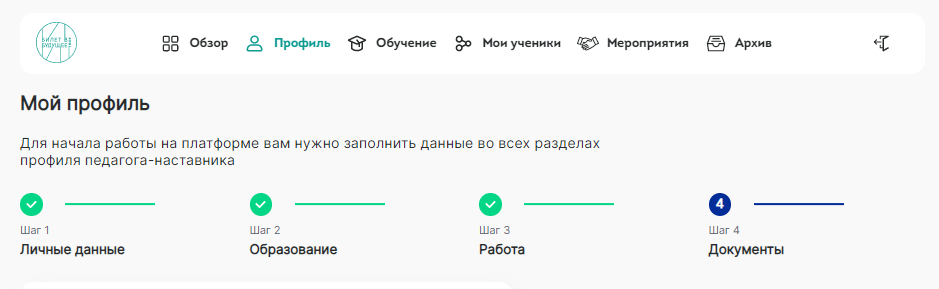 БИЛЕТ В
БУДУЩЕЕ
Обзор
Профиль
Обучение
Мои ученики
Мероприятия
Архив
Мой профиль
Для начала работы на платформе вам нужно заполнить данные во всех разделах
профиля педагога-наставника
4
Шаг 1
Шаг 2
Шаг 3
Шаг 4
Личные данные
Образование
Работа
Документы